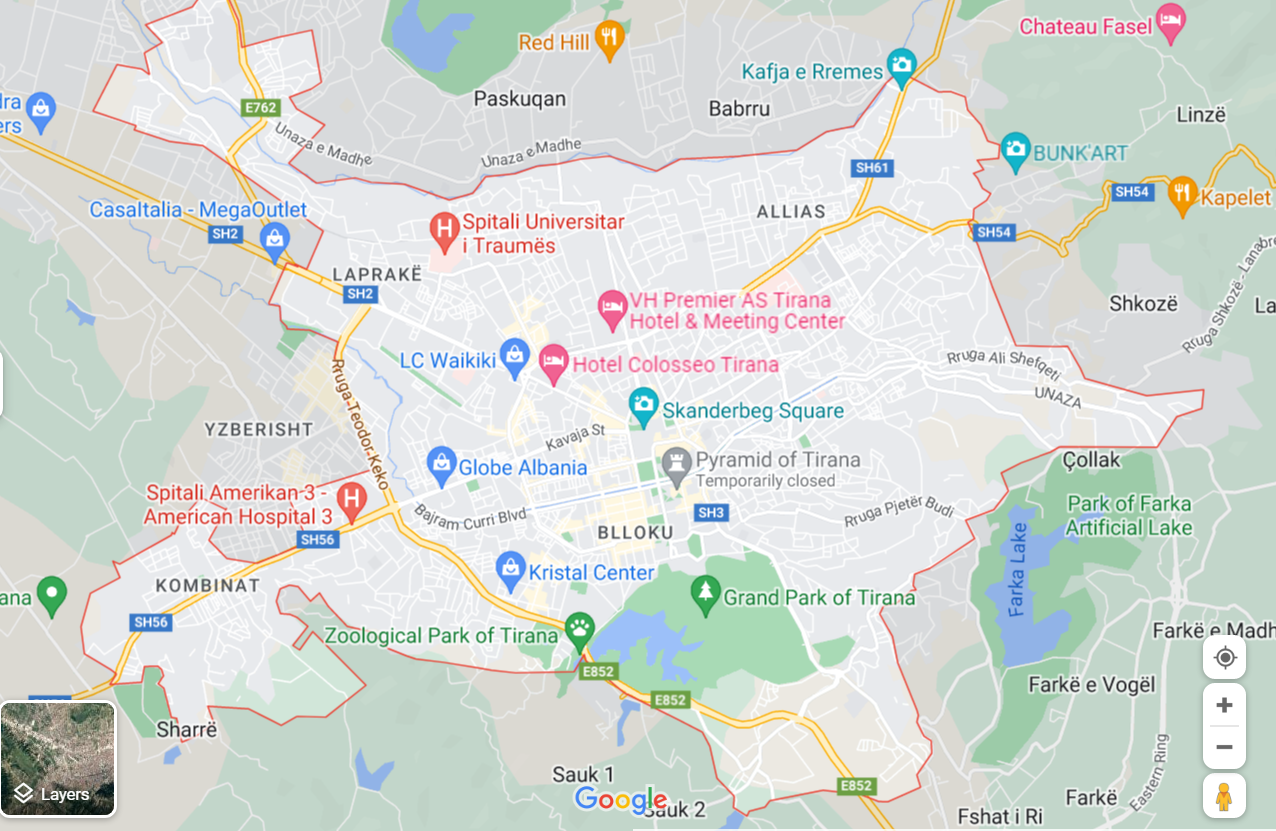 Chateau Fasel
Red Hill
Kafja e Rremes
Paskuqan
Babrru
Linzë
E762
Unaza e Madhe
Unaza e Madhe
BUNK'ART
SH61
SH54
Kapelet
CasaItalia - MegaOutlet
ALLIAS
Spitali Universitar
i Traumës
SH2
SH54
LAPRAKË
SH2
VH Premier AS Tirana
Hotel & Meeting Center
Shkozë
Rruga Shkozë - Lanabre
La
LC Waikiki
Hotel Colosseo Tirana
Rruga Ali Shefqeti
UNAZA
Rruga-Teodor-Keko
Skanderbeg Square
YZBERISHT
Kavaja St
Globe Albania
Pyramid of Tirana
Temporarily closed
Çollak
Spitali Amerikan 3 -
American Hospital 3
Bajram Curri Blvd
SH3
Rruga Pjetër Budi
Park of Farka
Artificial Lake
SH56
BLLOKU
Farka Lake
KOMBINAT
Kristal Center
Grand Park of Tirana
ana
SH56
Zoological Park of Tirana
Farkë e Madh
E852
E852
Farkë e Vogël
Sharrë
Sauk 1
Eastern Ring
E852
Layers
Google
Sauk 2
Farkë
Fshat i Ri